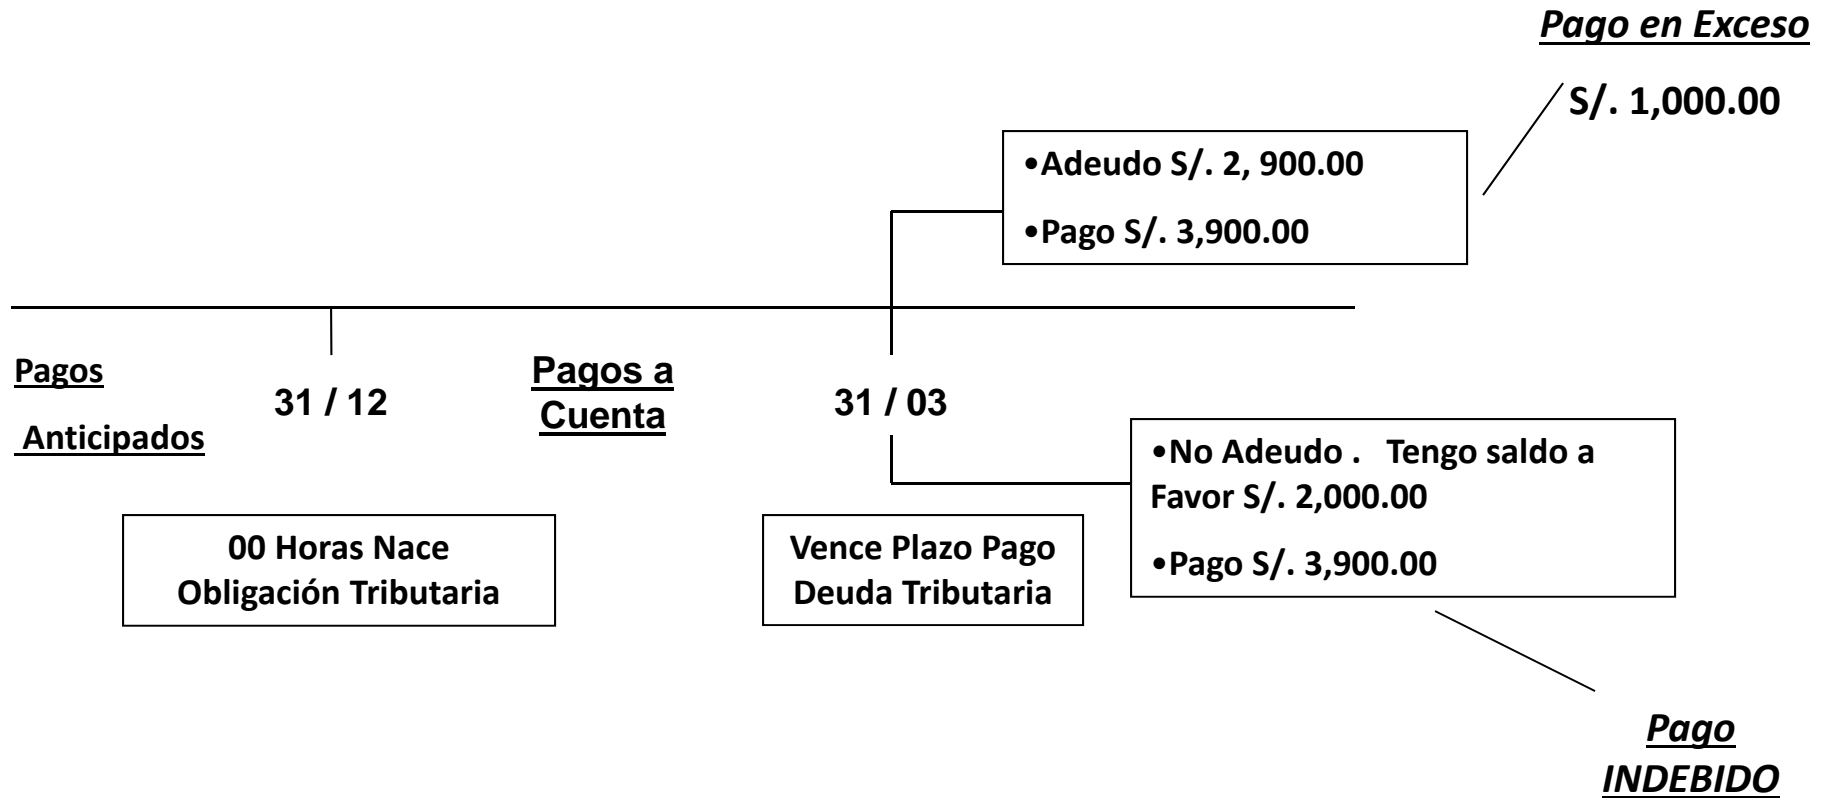 Pago en Exceso
S/. 1,000.00
•Adeudo S/. 2, 900.00
•Pago S/. 3,900.00
Pagos
Anticipados
31 / 12
Pagos a
Cuenta
31 / 03
•No Adeudo . Tengo saldo a
Favor S/. 2,000.00
•Pago S/. 3,900.00
00 Horas Nace
Obligación Tributaria
Vence Plazo Pago
Deuda Tributaria
Pago
INDEBIDO